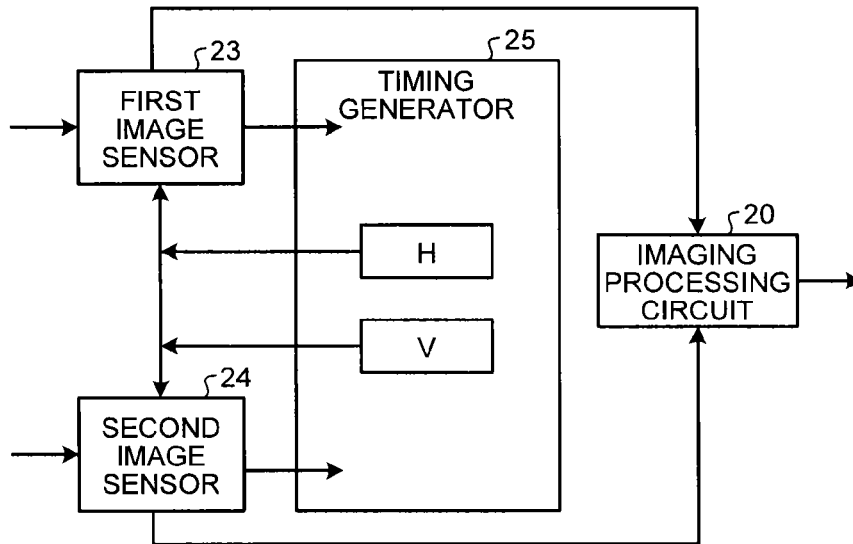 23
FIRST
IMAGE
SENSOR
25
TIMING
GENERATOR
H
V
20
IMAGING
PROCESSING
CIRCUIT
24
SECOND
IMAGE
SENSOR